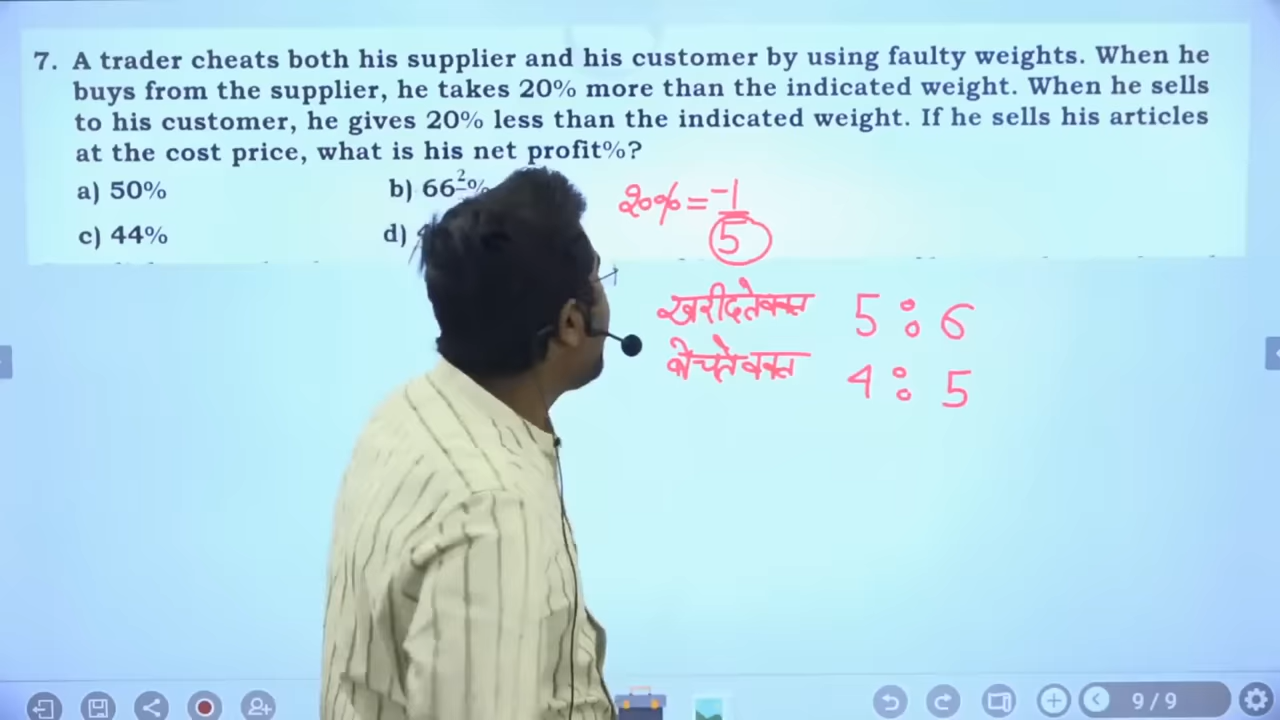 7. A trader cheats both his supplier and his customer by using faulty weights. When he
buys from the supplier, he takes 20% more than the indicated weight. When he sells
to his customer, he gives 20% less than the indicated weight. If he sells his articles
at the cost price, what is his net profit%?
a) 50%
b) 66 2
c) 44%
d)
20% = -1/5
खरीदते वक्त 5 : 6
बेचते वक्त 4 : 5
9 / 9